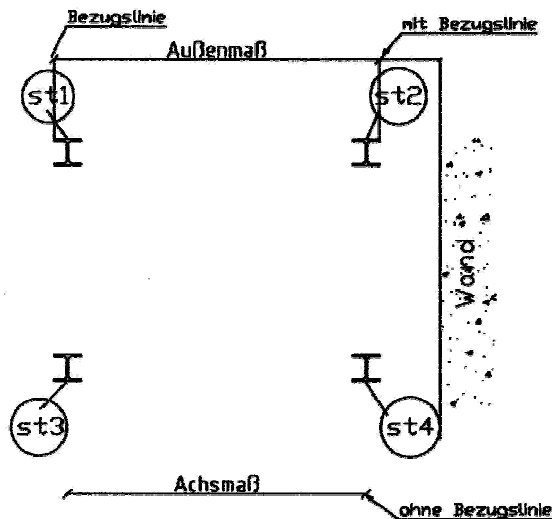 Bezugslinie
mit Bezugslinie
Außenmaß
st1
st2
Wand
st3
st4
Achsmaß
ohne Bezugslinie